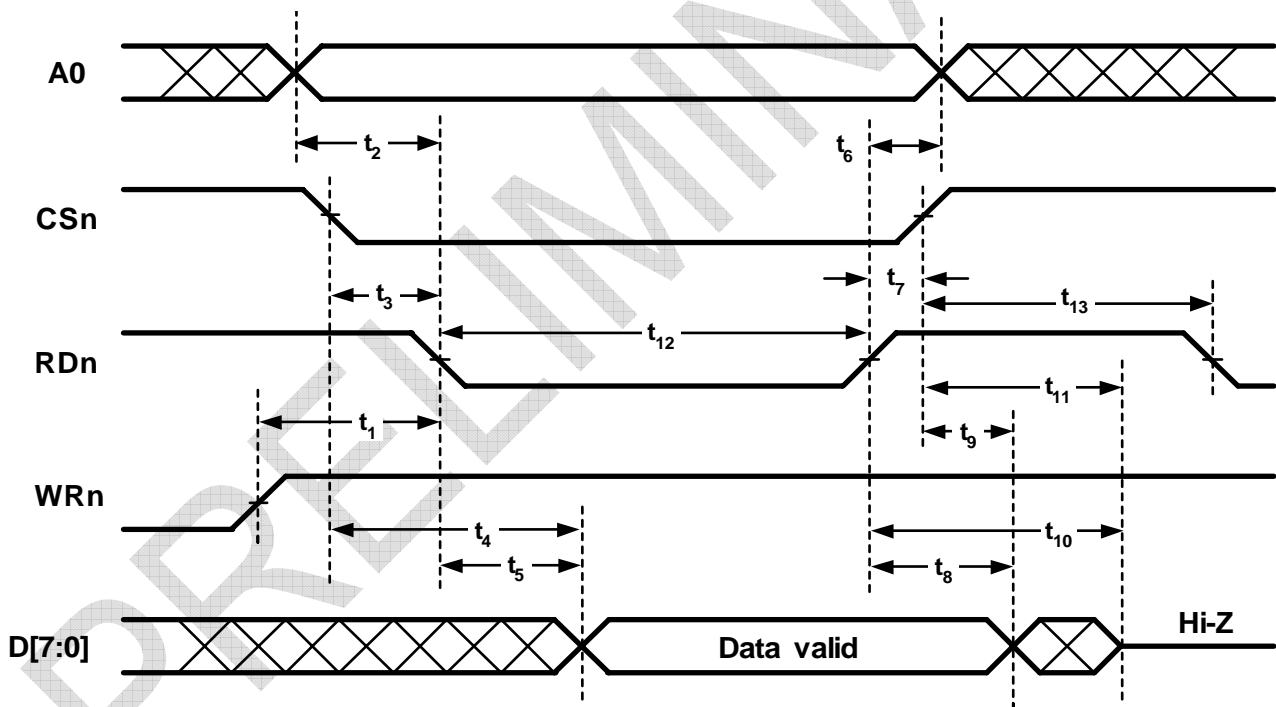 A0
t2
t6
CSn
t3
t7
t13
RDn
t12
t11
t1
t9
WRn
t4
t10
t5
t8
D[7:0]
Data valid
Hi-Z